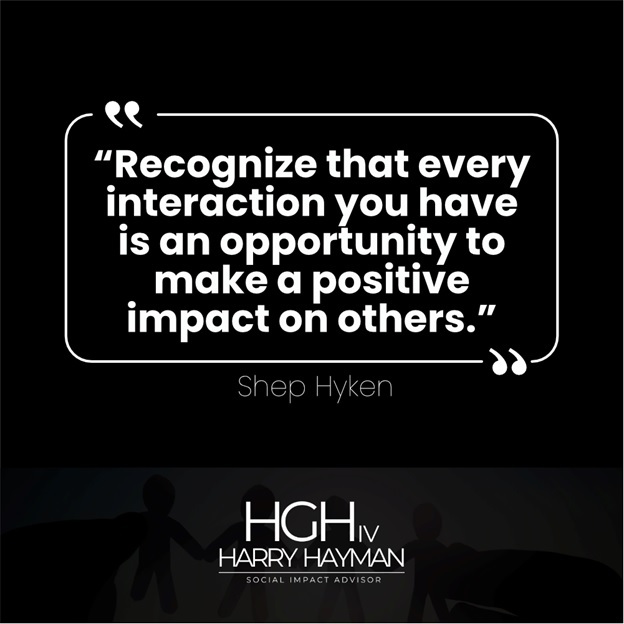 “Recognize that every
interaction you have
is an opportunity to
make a positive
impact on others.”
Shep Hyken
HGH IV
HARRY HAYMAN
SOCIAL IMPACT ADVISOR